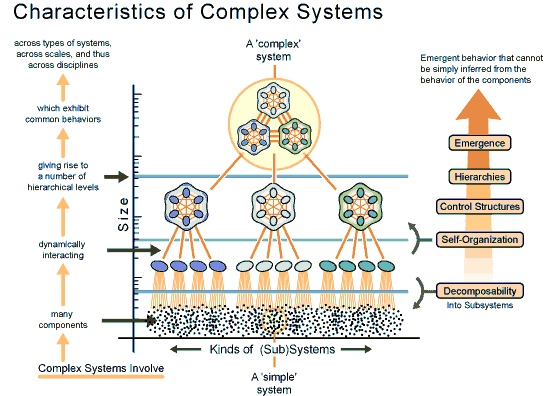 Characteristics of Complex Systems
across types of systems,
across scales, and thus
across disciplines
which exhibit
common behaviors
giving rise to
a number of
hierarchical levels
dynamically
interacting
many
components
Complex Systems Involve
A 'complex'
system
Size
Kinds of (Sub)Systems
A 'simple'
system
Emergent behavior that cannot
be simply inferred from the
behavior of the components
Emergence
Hierarchies
Control Structures
Self-Organization
Decomposability
Into Subsystems